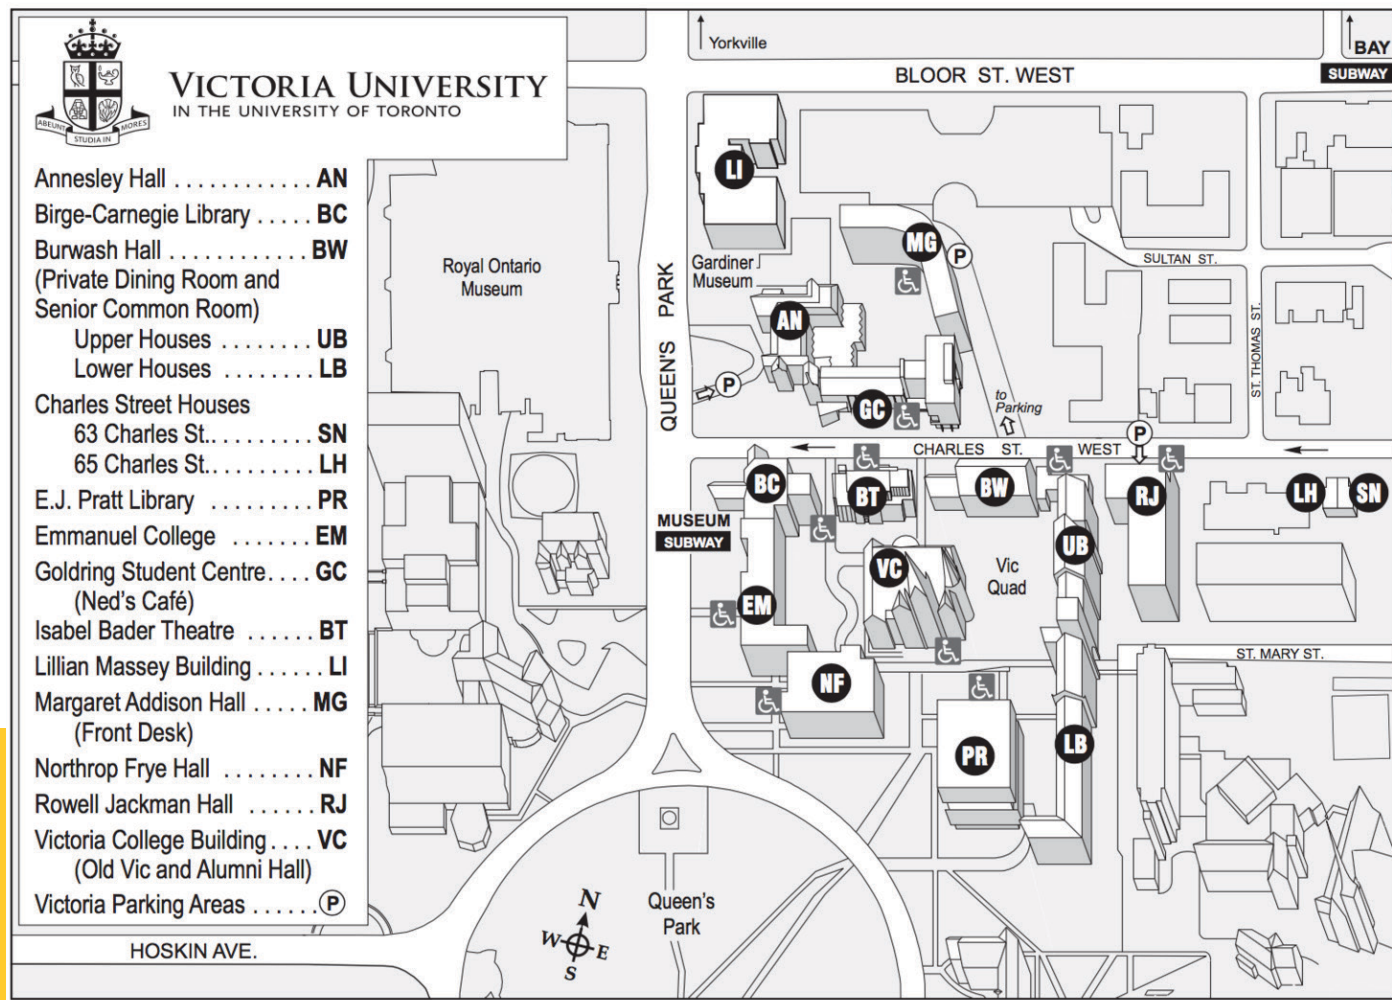 VICTORIA UNIVERSITY
IN THE UNIVERSITY OF TORONTO
ABEUNT STUDIA IN MORES
Annesley Hall . . . . . . . . . . . . AN
Birge-Carnegie Library . . . . . BC
Burwash Hall . . . . . . . . . . . . BW
(Private Dining Room and
Senior Common Room)
Upper Houses . . . . . . . . UB
Lower Houses . . . . . . . . LB
Charles Street Houses
63 Charles St.. . . . . . . . . SN
65 Charles St.. . . . . . . . . LH
E.J. Pratt Library . . . . . . . . PR
Emmanuel College . . . . . . . EM
Goldring Student Centre. . . . GC
(Ned's Café)
Isabel Bader Theatre . . . . . . BT
Lillian Massey Building . . . . . LI
Margaret Addison Hall . . . . . MG
(Front Desk)
Northrop Frye Hall . . . . . . . . NF
Rowell Jackman Hall . . . . . . RJ
Victoria College Building . . . . VC
(Old Vic and Alumni Hall)
Victoria Parking Areas . . . . . . P
HOSKIN AVE.
Yorkville
BAY
SUBWAY
BLOOR ST. WEST
LI
MG
P
Royal Ontario
Museum
QUEEN'S PARK
Gardiner
Museum
SULTAN ST.
AN
ST. THOMAS ST.
P
GC
to
Parking
P
CHARLES ST. WEST
BC
BT
BW
RJ
LH
SN
MUSEUM
SUBWAY
UB
VC
Vic
Quad
EM
ST. MARY ST.
NF
PR
LB
Queen's
Park
N
W
E
S